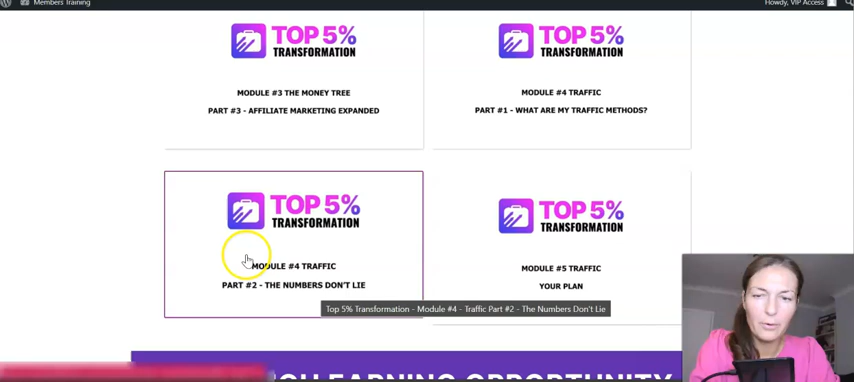 Members Training
Howdy, VIP Access
TOP 5%
TRANSFORMATION
MODULE #3 THE MONEY TREE
PART #3 - AFFILIATE MARKETING EXPANDED
TOP 5%
TRANSFORMATION
MODULE #4 TRAFFIC
PART #1 - WHAT ARE MY TRAFFIC METHODS?
TOP 5%
TRANSFORMATION
MODULE #4 TRAFFIC
PART #2 - THE NUMBERS DON'T LIE
TOP 5%
TRANSFORMATION
MODULE #5 TRAFFIC
YOUR PLAN
Top 5% Transformation - Module #4 - Traffic Part #2 - The Numbers Don't Lie
EARNING OPPORTUNITY